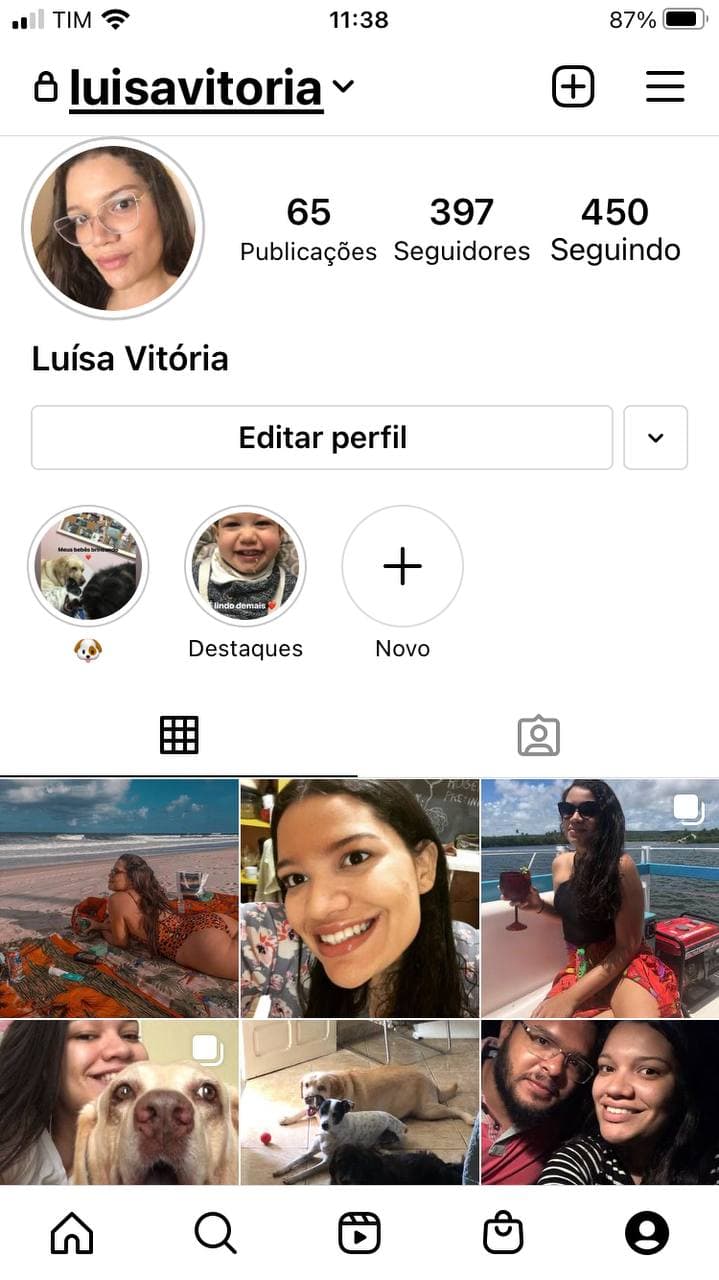 TIM 11:38 87%
luisavitoria
65 397 450
Publicações Seguidores Seguindo
Luísa Vitória
Editar perfil
Meus bebês brincando
lindo demais
Destaques Novo